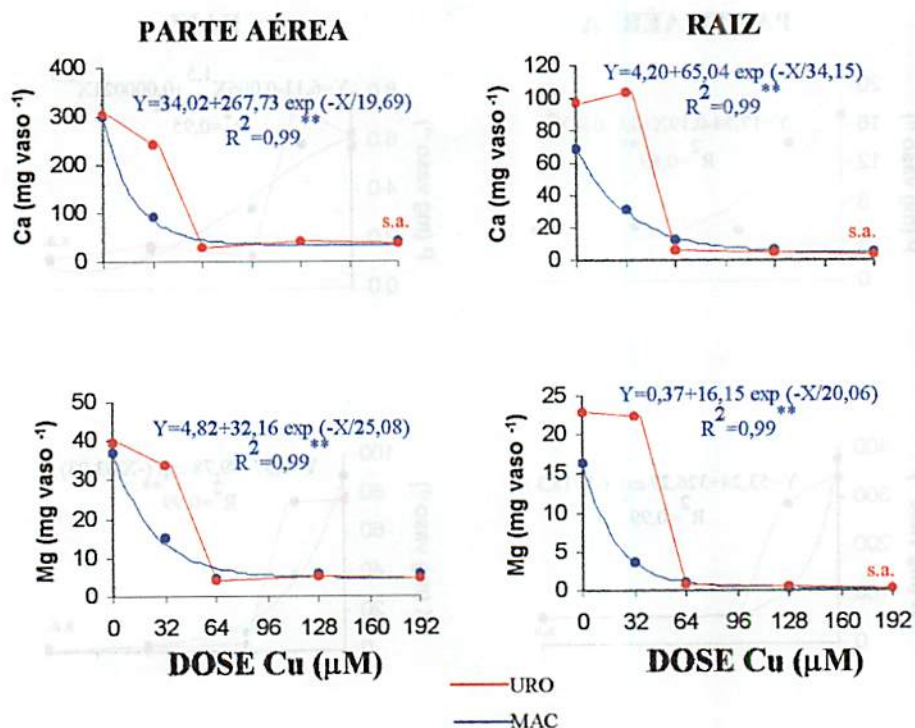 PARTE AÉREA
RAIZ
400
300
200
100
0
Ca (mg vaso -1)
Y=34,02+267,73 exp (-X/19,69)
R2=0,99**
s.a.
120
100
80
60
40
20
0
Ca (mg vaso -1)
Y=4,20+65,04 exp (-X/34,15)
R2=0,99**
s.a.
50
40
30
20
10
0
Mg (mg vaso -1)
Y=4,82+32,16 exp (-X/25,08)
R2=0,99**
0 32 64 96 128 160 192
DOSE Cu (µM)
25
20
15
10
5
0
Mg (mg vaso -1)
Y=0,37+16,15 exp (-X/20,06)
R2=0,99**
s.a.
0 32 64 96 128 160 192
DOSE Cu (µM)
URO
MAC